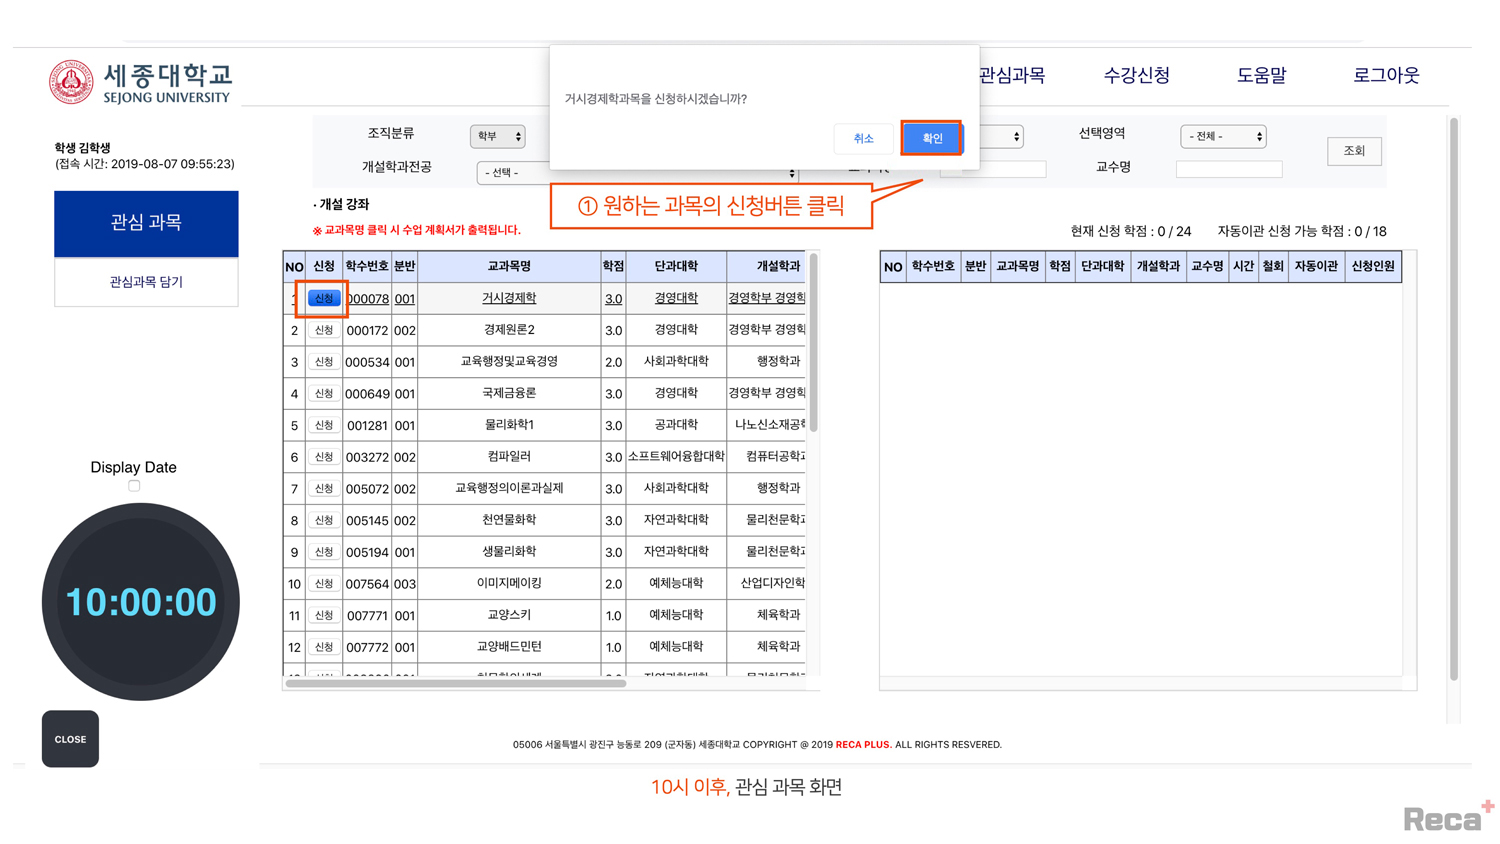 세종대학교
SEJONG UNIVERSITY
관심과목
수강신청
도움말
로그아웃
거시경제학과목을 신청하시겠습니까?
취소
확인
학생 김학생
(접속 시간: 2019-08-07 09:55:23)
관심 과목
관심과목 담기
조직분류
학부
선택영역
- 전체 -
조회
개설학과전공
- 선택 -
교수명
① 원하는 과목의 신청버튼 클릭
· 개설 강좌
※ 교과목명 클릭 시 수업 계획서가 출력됩니다.
현재 신청 학점 : 0 / 24 자동이관 신청 가능 학점 : 0 / 18
NO 신청 학수번호 분반 교과목명 학점 단과대학 개설학과
1 신청 000078 001 거시경제학 3.0 경영대학 경영학부 경영학
2 신청 000172 002 경제원론2 3.0 경영대학 경영학부 경영학
3 신청 000534 001 교육행정및교육경영 2.0 사회과학대학 행정학과
4 신청 000649 001 국제금융론 3.0 경영대학 경영학부 경영학
5 신청 001281 001 물리화학1 3.0 공과대학 나노신소재공학
6 신청 003272 002 컴파일러 3.0 소프트웨어융합대학 컴퓨터공학과
7 신청 005072 002 교육행정의이론과실제 3.0 사회과학대학 행정학과
8 신청 005145 002 천연물화학 3.0 자연과학대학 물리천문학과
9 신청 005194 001 생물리화학 3.0 자연과학대학 물리천문학과
10 신청 007564 003 이미지메이킹 2.0 예체능대학 산업디자인학
11 신청 007771 001 교양스키 1.0 예체능대학 체육학과
12 신청 007772 001 교양배드민턴 1.0 예체능대학 체육학과
NO 학수번호 분반 교과목명 학점 단과대학 개설학과 교수명 시간 철회 자동이관 신청인원
Display Date
10:00:00
CLOSE
05006 서울특별시 광진구 능동로 209 (군자동) 세종대학교 COPYRIGHT @ 2019 RECA PLUS. ALL RIGHTS RESVERED.
10시 이후, 관심 과목 화면
Reca+